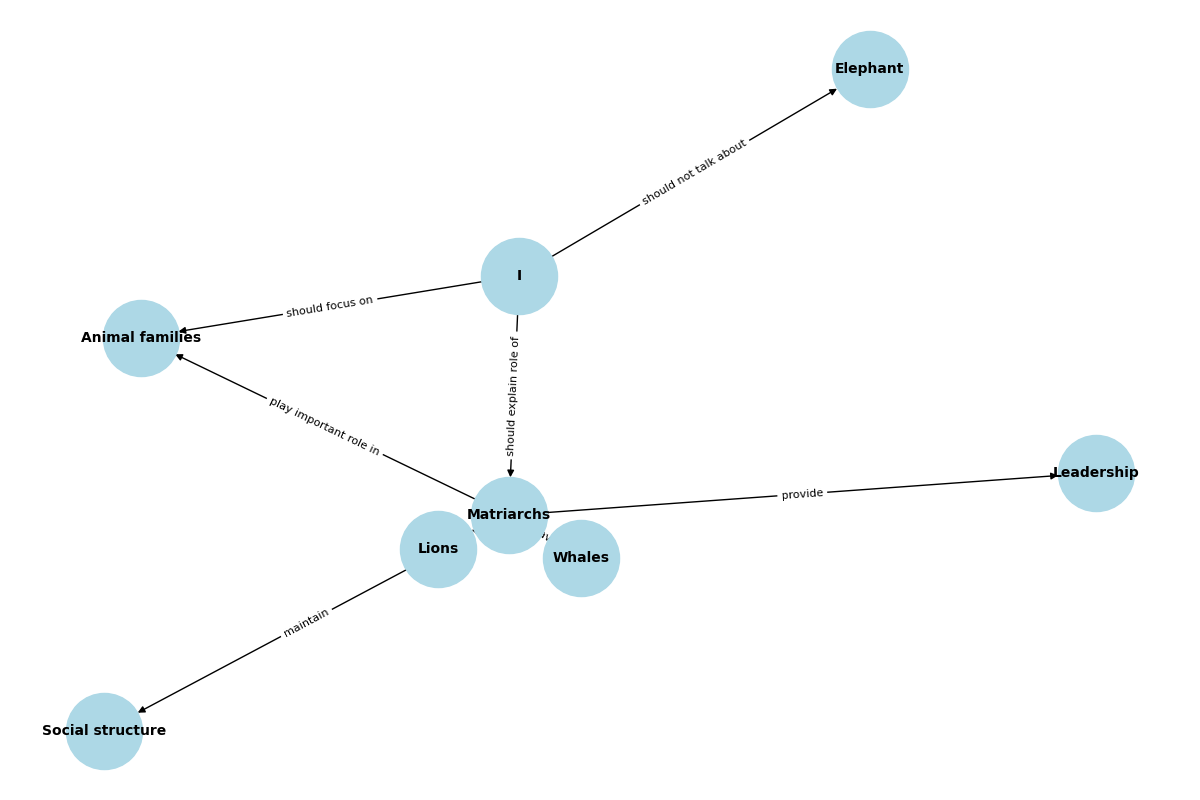 Elephant
should not talk about
I
should focus on
Animal families
should explain role of
play important role in
Leadership
provide
Matriarchs
Lions
Whales
maintain
Social structure